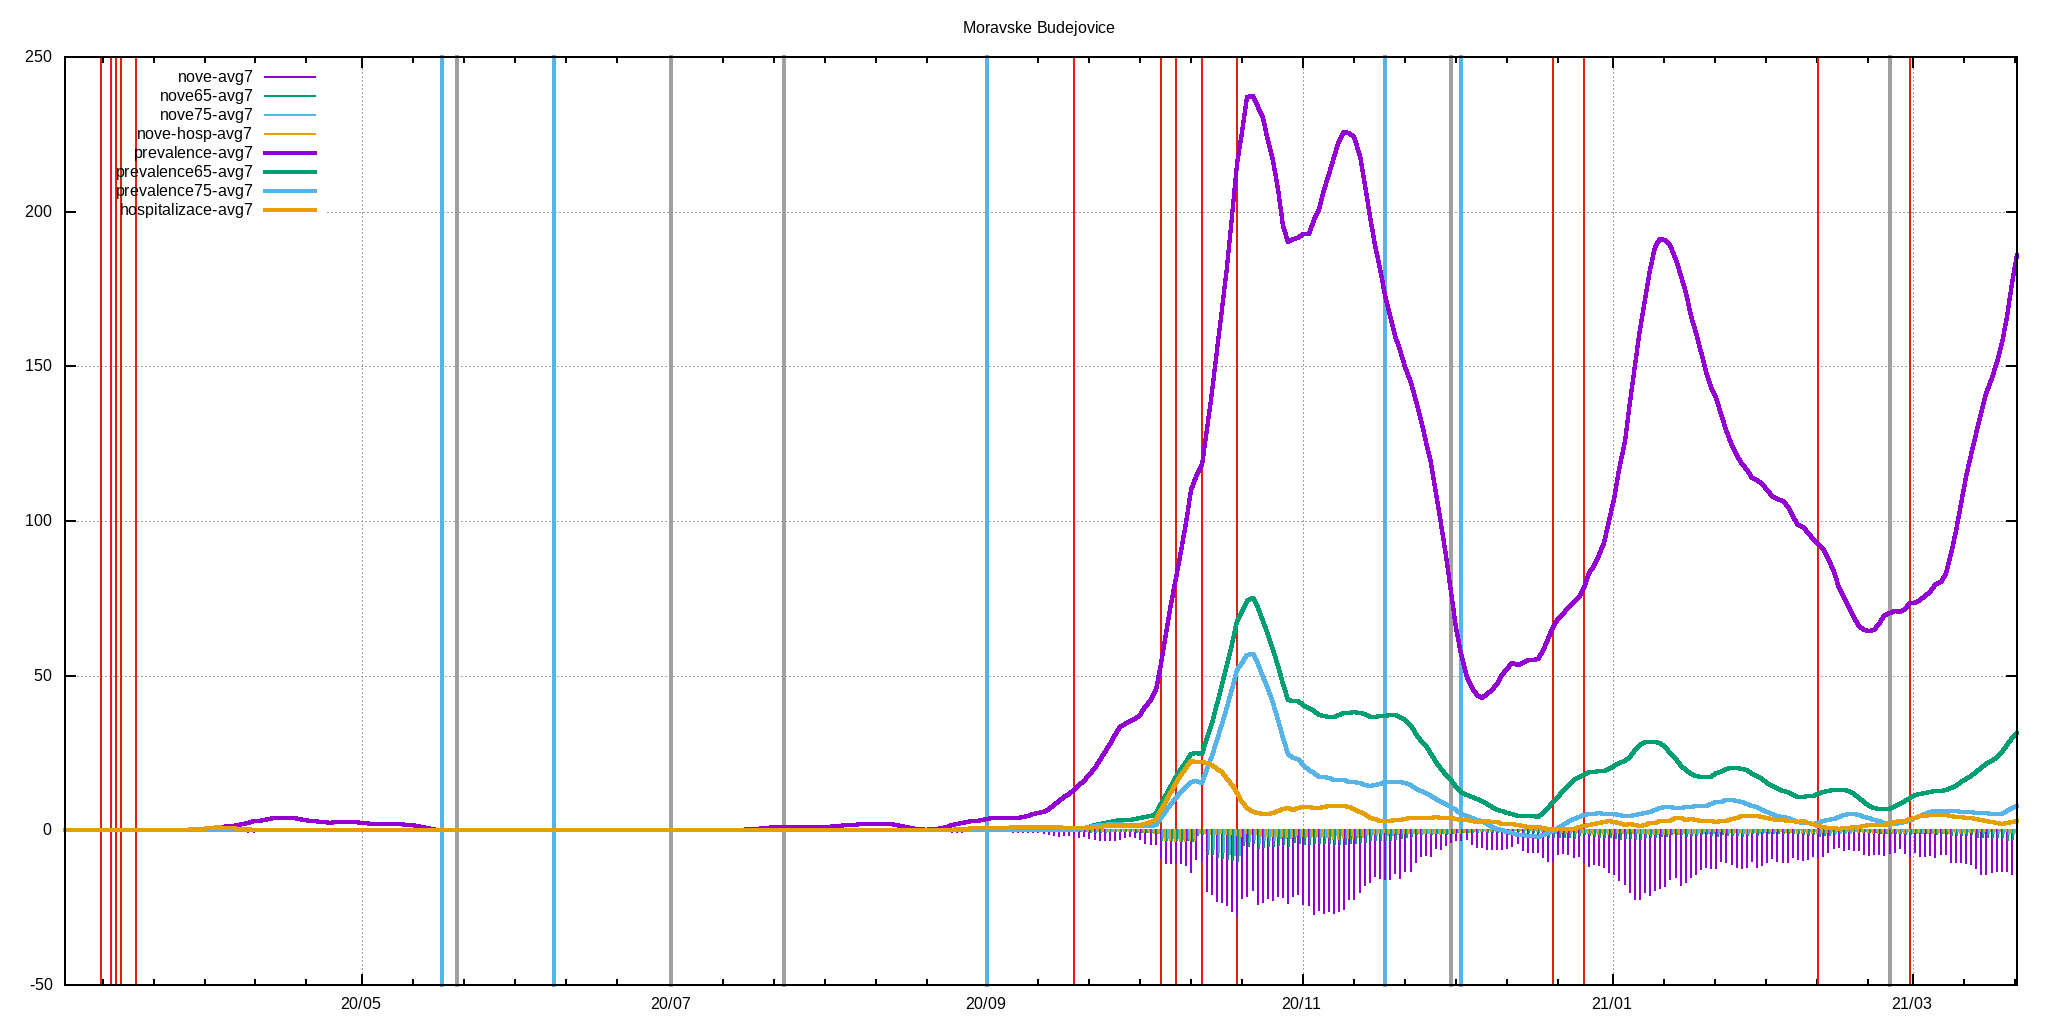 Moravske Budejovice
250
200
150
100
50
0
-50
nove-avg7
nove65-avg7
nove75-avg7
nove-hosp-avg7
prevalence-avg7
prevalence65-avg7
prevalence75-avg7
hospitalizace-avg7
20/05 20/07 20/09 20/11 21/01 21/03